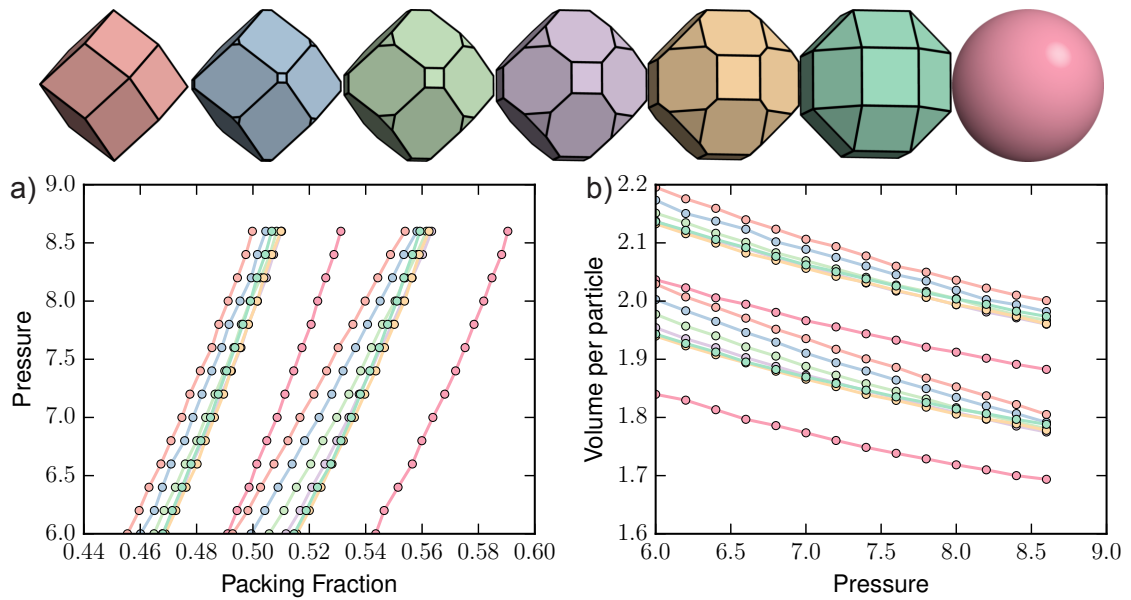 a)
9.0
8.5
8.0
7.5
7.0
6.5
6.0
Pressure
0.44 0.46 0.48 0.50 0.52 0.54 0.56 0.58 0.60
Packing Fraction
b)
2.2
2.1
2.0
1.9
1.8
1.7
1.6
Volume per particle
6.0 6.5 7.0 7.5 8.0 8.5 9.0
Pressure